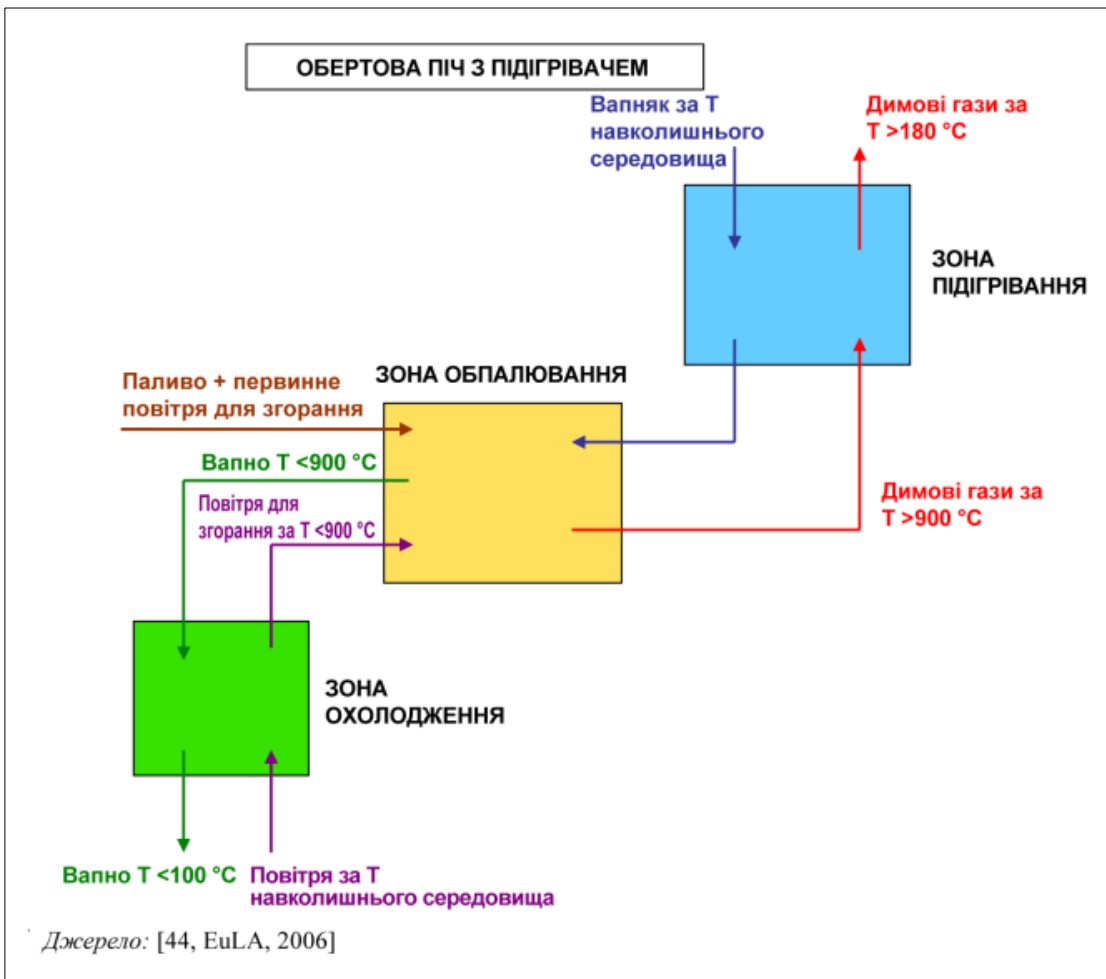 ОБЕРТОВА ПІЧ З ПІДІГРІВАЧЕМ
Вапняк за Т
навколишнього
середовища
Димові гази за
Т >180 °C
ЗОНА
ПІДІГРІВАННЯ
ЗОНА ОБПАЛЮВАННЯ
Паливо + первинне
повітря для згорання
Вапно Т <900 °C
Повітря для
згорання за Т <900 °C
Димові гази за
Т >900 °C
ЗОНА
ОХОЛОДЖЕННЯ
Вапно Т <100 °C
Повітря за Т
навколишнього середовища
Джерело: [44, EuLA, 2006]